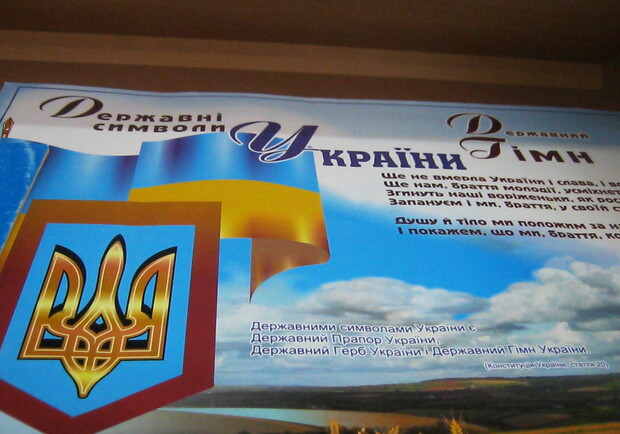 Державні
символи
України
Державний
Гімн
Ще не вмерла України і слава, і
Ще нам, браття молодії,
Згинуть наші воріженьки, як
Запануєм і ми, браття, у своїй
Душу й тіло ми положим за
І покажем, що ми, браття,
Державними символами України є
Державний Прапор України,
Державний Герб України і Державний Гімн України.
(Конституція України, стаття 20)